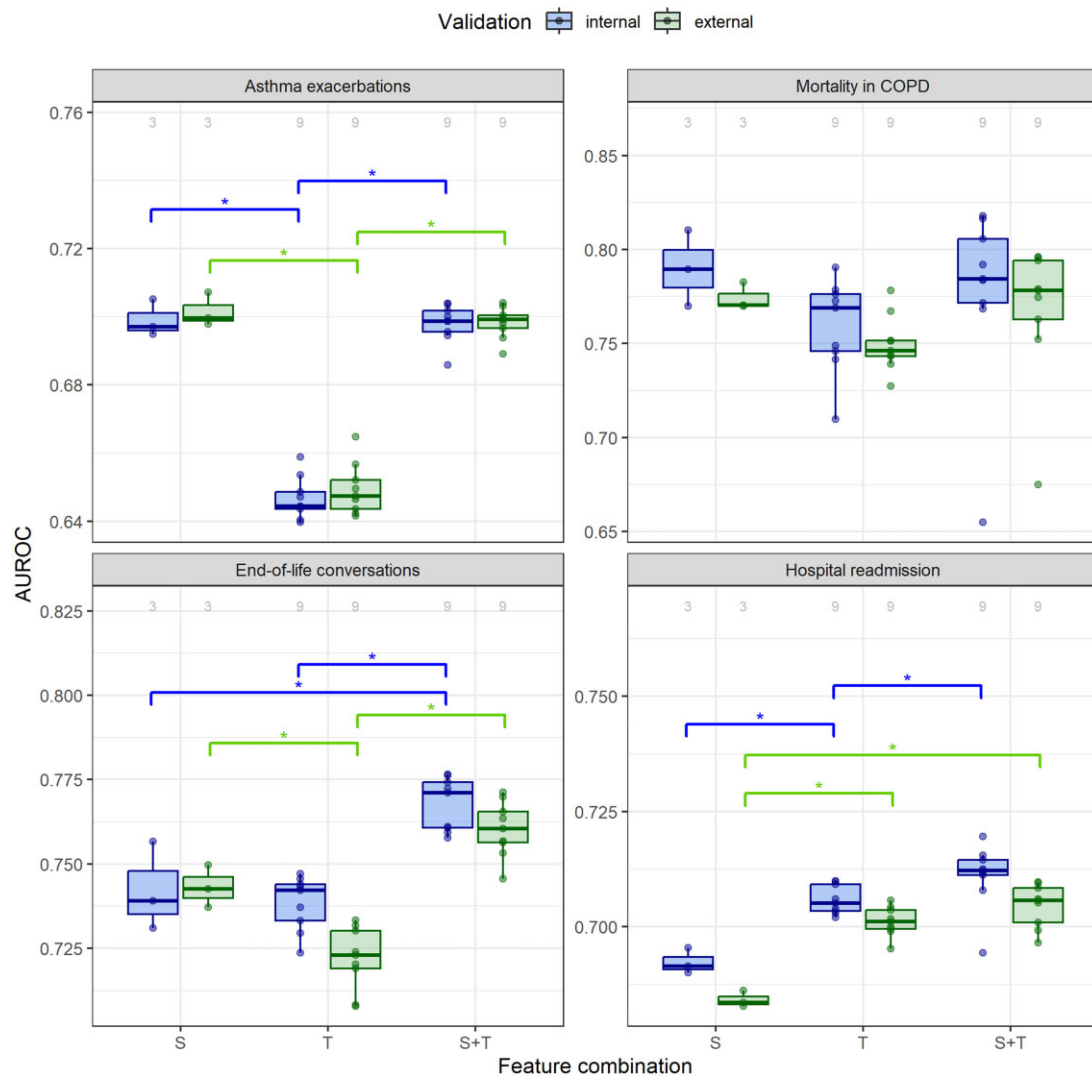 Validation internal external
Asthma exacerbations
Mortality in COPD
0.76
0.72
0.68
0.64
3 3 9 9 9 9
* *
* *
0.85
0.80
0.75
0.70
0.65
3 3 9 9 9 9
AUROC
End-of-life conversations
Hospital readmission
0.825
0.800
0.775
0.750
0.725
3 3 9 9 9 9
*
*
*
*
0.750
0.725
0.700
3 3 9 9 9 9
*
*
*
*
S T S+T
S T S+T
Feature combination